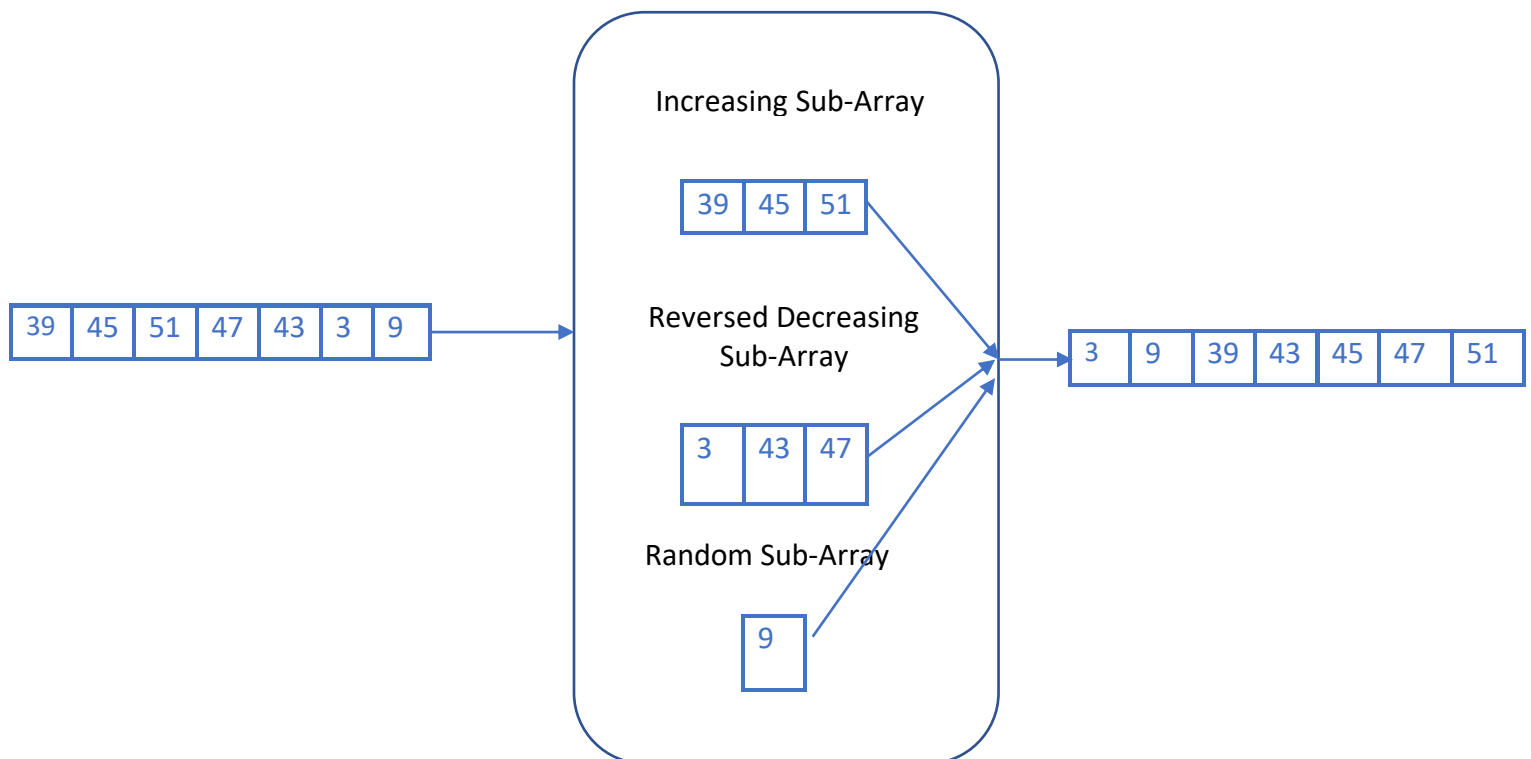 39 45 51 47 43 3 9
Increasing Sub-Array
39 45 51
Reversed Decreasing
Sub-Array
3 43 47
Random Sub-Array
9
3 9 39 43 45 47 51